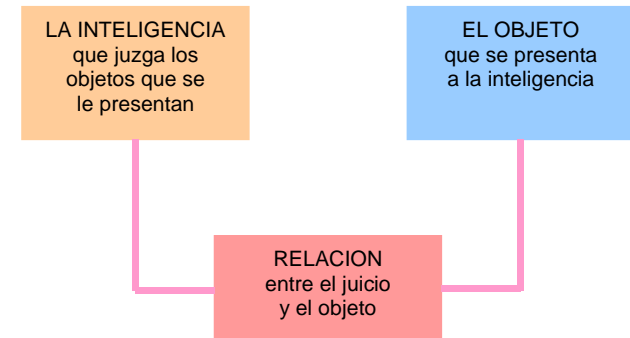 LA INTELIGENCIA
que juzga los
objetos que se
le presentan
EL OBJETO
que se presenta
a la inteligencia
RELACION
entre el juicio
y el objeto